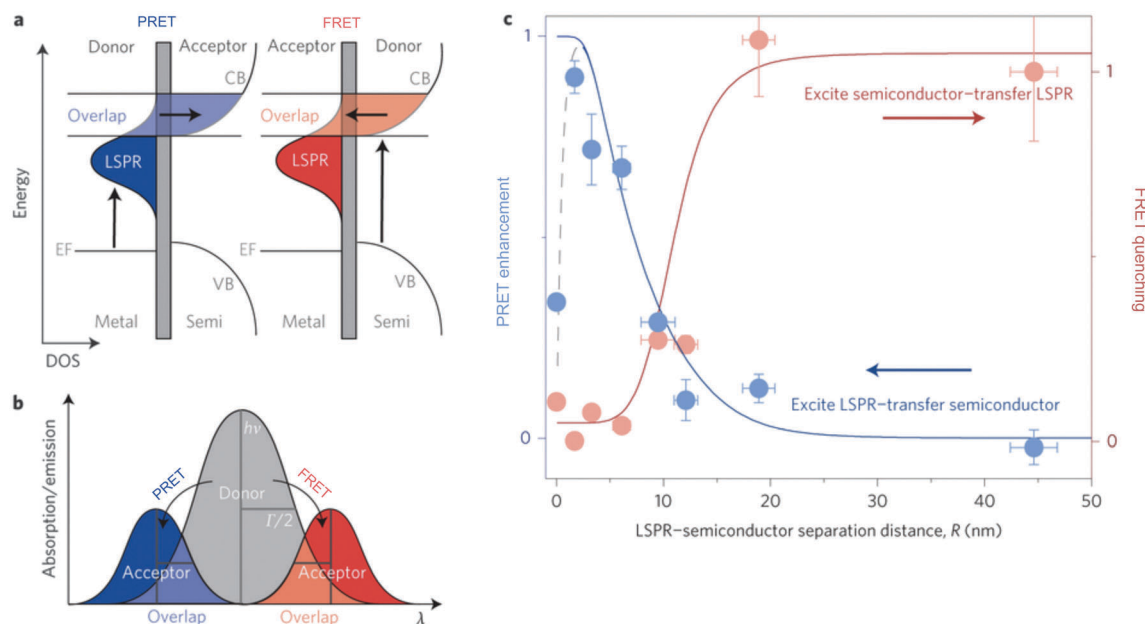 a
PRET
FRET
Donor
Acceptor
Acceptor
Donor
CB
CB
Overlap
Overlap
LSPR
LSPR
Energy
EF
EF
VB
VB
Metal
Semi
Metal
Semi
DOS
b
Absorption/emission
hν
PRET
FRET
Donor
Γ/2
Acceptor
Acceptor
Overlap
Overlap
λ
c
1
0
PRET enhancement
Excite semiconductor–transfer LSPR
Excite LSPR–transfer semiconductor
1
0
FRET quenching
0
10
20
30
40
50
LSPR–semiconductor separation distance, R (nm)